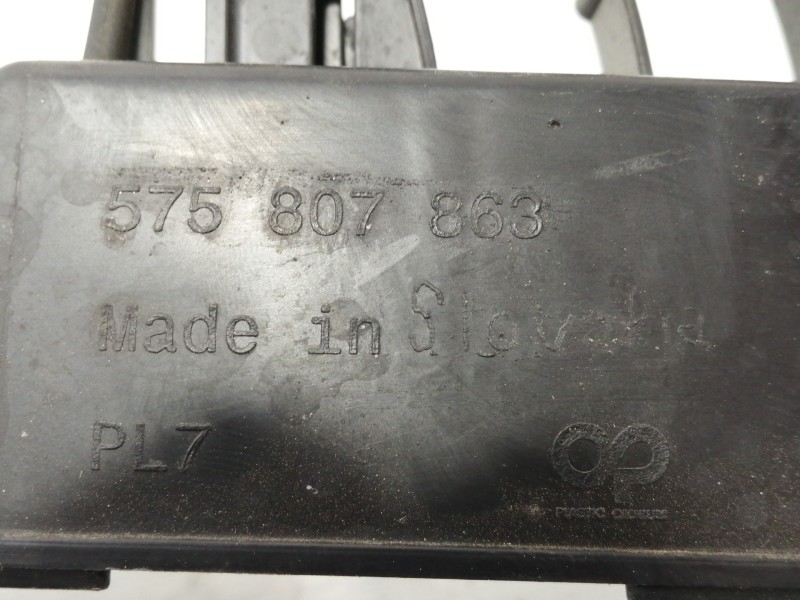 575 807 863
Made in Slovakia
PL7
OP
PLASTIC OMNIUM